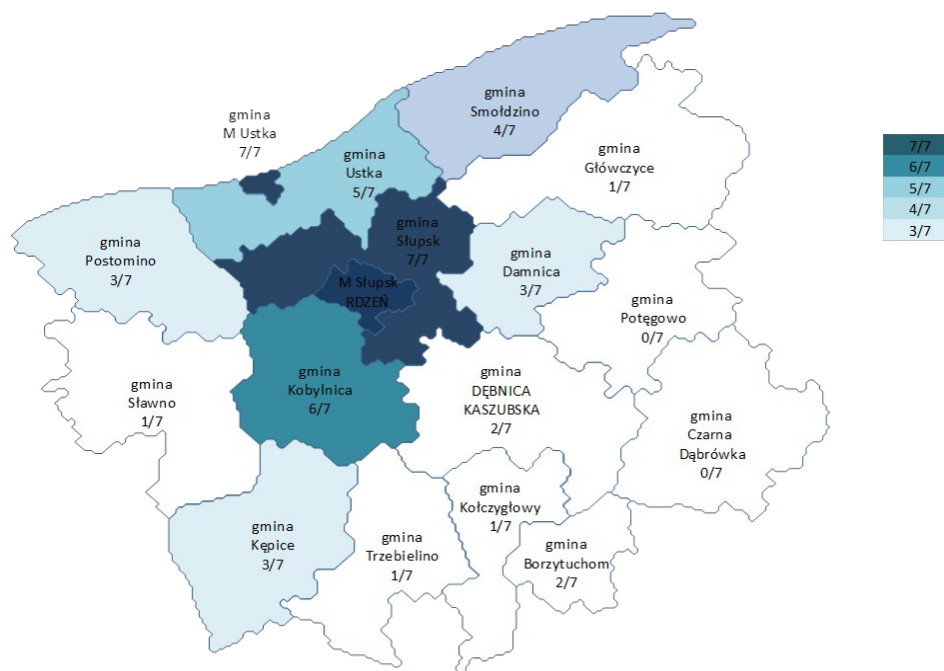 gmina
Smołdzino
4/7
gmina
M Ustka
7/7
gmina
Ustka
5/7
gmina
Główczyce
1/7
7/7
6/7
5/7
4/7
3/7
gmina
Postomino
3/7
gmina
Słupsk
7/7
gmina
Damnica
3/7
M Słupsk
RDZEŃ
gmina
Potęgowo
0/7
gmina
Sławno
1/7
gmina
Kobylnica
6/7
gmina
DĘBNICA
KASZUBSKA
2/7
gmina
Czarna
Dąbrówka
0/7
gmina
Kępice
3/7
gmina
Trzebielino
1/7
gmina
Kołczygłowy
1/7
gmina
Borzytuchom
2/7